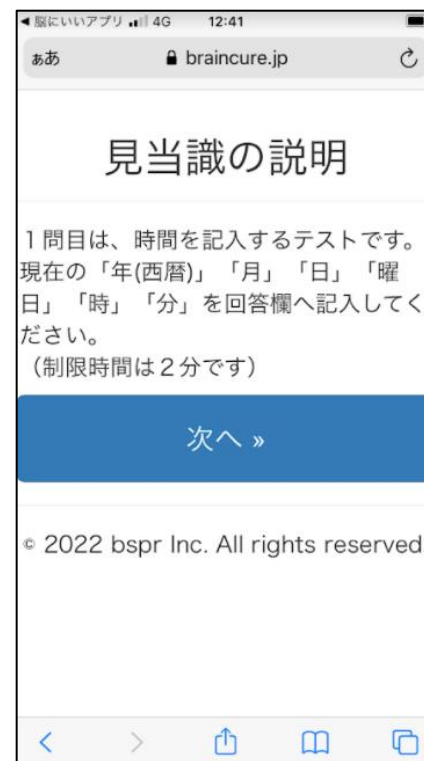 ◀ 脳にいいアプリ 4G 12:41
ぁあ braincure.jp
見当識の説明
１問目は、時間を記入するテストです。
現在の「年(西暦)」「月」「日」「曜
日」「時」「分」を回答欄へ記入してく
ださい。
（制限時間は２分です）
次へ »
© 2022 bspr Inc. All rights reserved